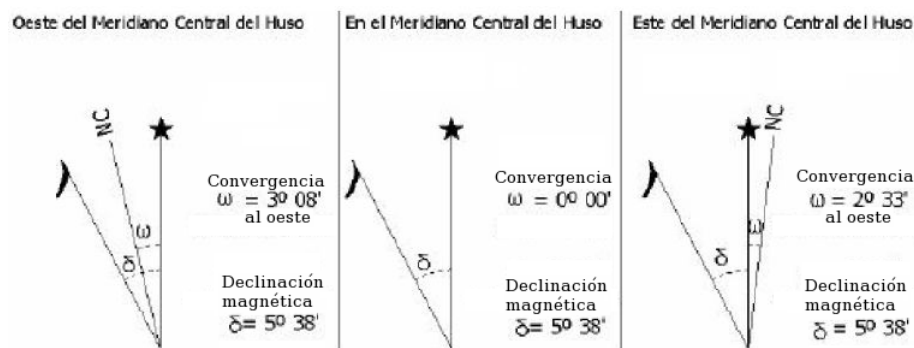 Oeste del Meridiano Central del Huso
NC
Convergencia
ω = 3º 08'
al oeste
ω
δ
Declinación
magnética
δ= 5º 38'
En el Meridiano Central del Huso
Convergencia
ω = 0º 00'
δ
Declinación
magnética
δ= 5º 38'
Este del Meridiano Central del Huso
NC
Convergencia
ω = 2º 33'
al oeste
ω
δ
Declinación
magnética
δ = 5º 38'